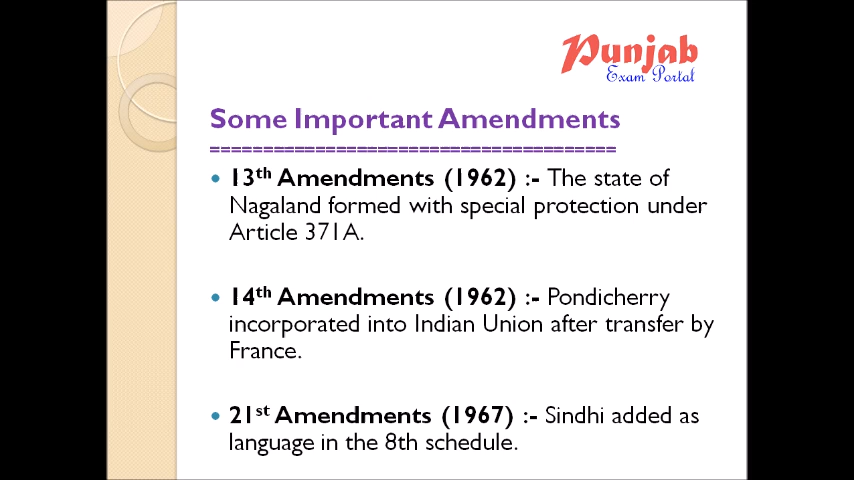 Punjab
Exam Portal
Some Important Amendments
=======================================
• 13th Amendments (1962) :- The state of
Nagaland formed with special protection under
Article 371A.
• 14th Amendments (1962) :- Pondicherry
incorporated into Indian Union after transfer by
France.
• 21st Amendments (1967) :- Sindhi added as
language in the 8th schedule.